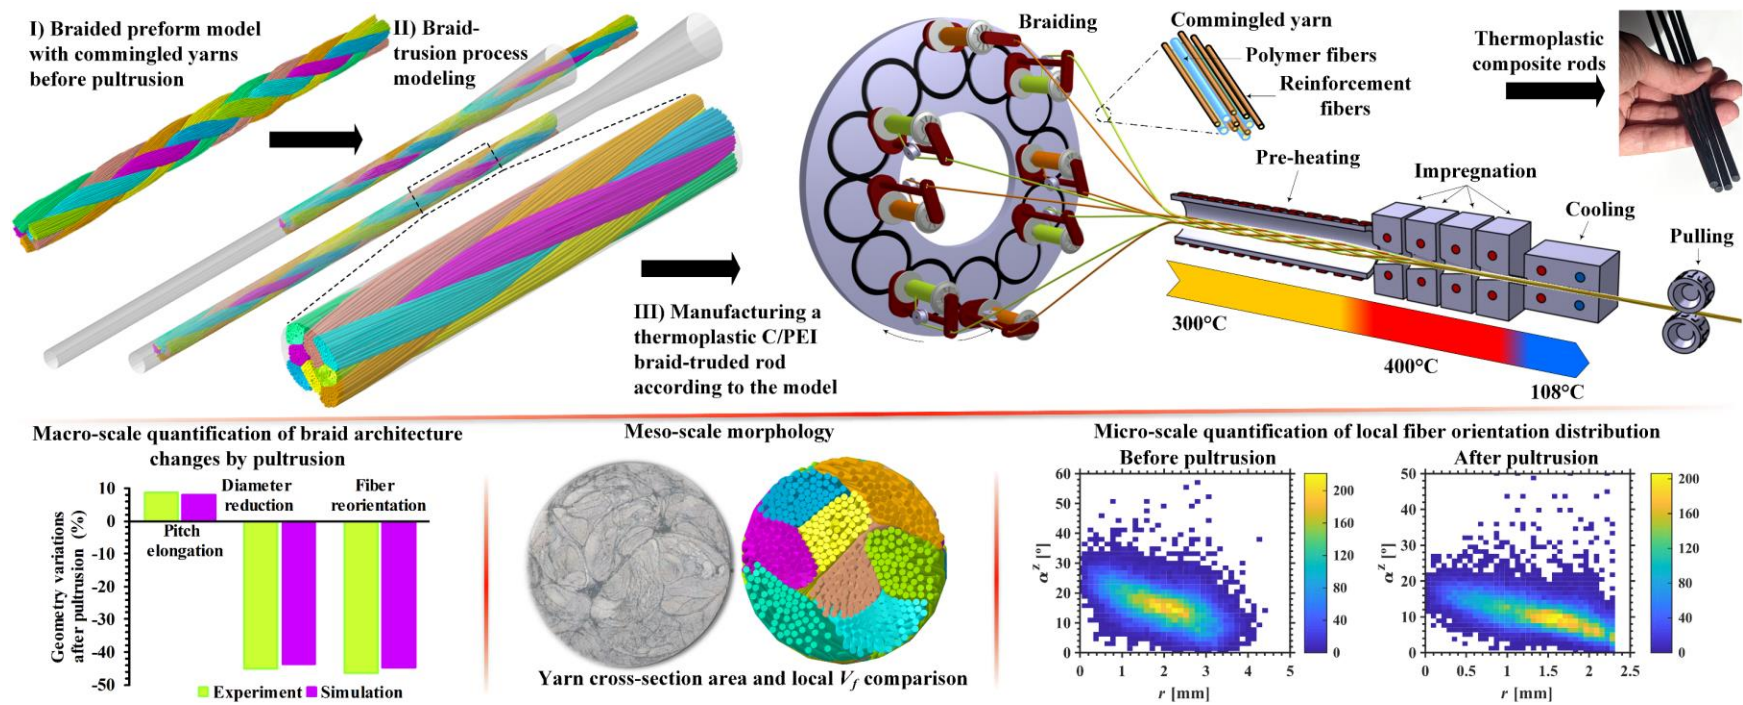 I) Braided preform model
with commingled yarns
before pultrusion
II) Braid-
trusion process
modeling
III) Manufacturing a
thermoplastic C/PEI
braid-truded rod
according to the model
Braiding
Commingled yarn
Polymer fibers
Reinforcement
fibers
Thermoplastic
composite rods
Pre-heating
Impregnation
Cooling
Pulling
300°C
400°C
108°C
Macro-scale quantification of braid architecture
changes by pultrusion
Geometry variations
after pultrusion (%)
10
0
-10
-20
-30
-40
-50
Pitch
elongation
Diameter
reduction
Fiber
reorientation
Experiment
Simulation
Meso-scale morphology
Yarn cross-section area and local Vf comparison
Micro-scale quantification of local fiber orientation distribution
Before pultrusion
αz [°]
60
50
40
30
20
10
0
0 1 2 3 4 5
r [mm]
200
160
120
80
40
0
After pultrusion
αz [°]
50
40
30
20
10
0
0 0.5 1 1.5 2 2.5
r [mm]
200
160
120
80
40
0